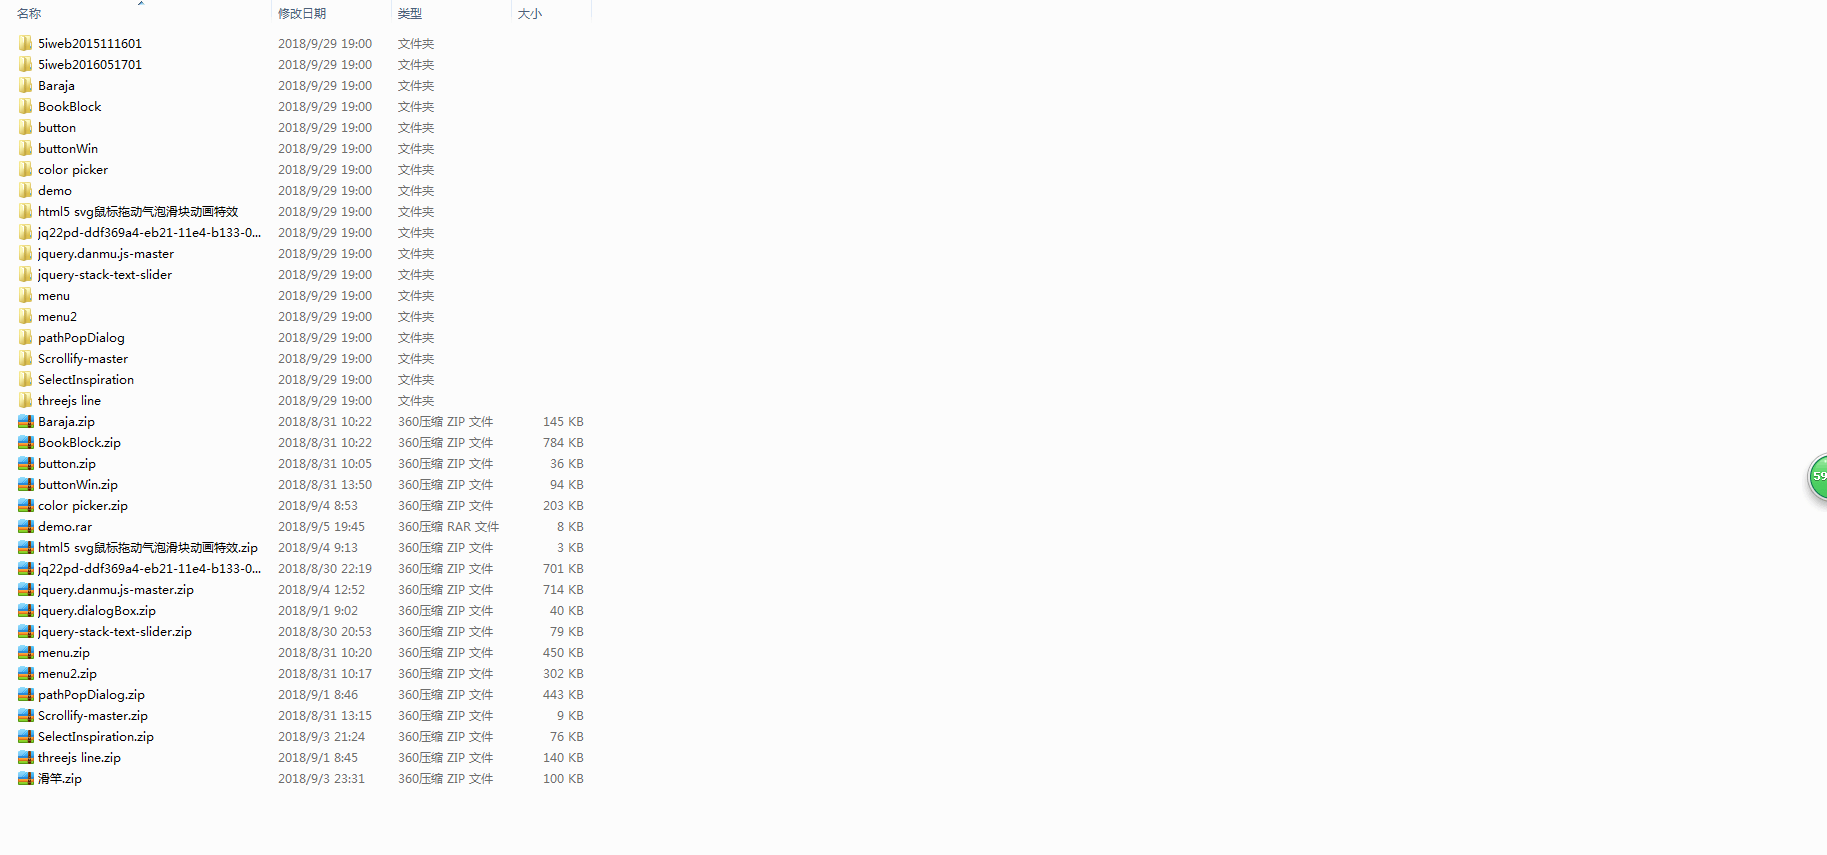 名称 修改日期 类型 大小
5iweb2015111601 2018/9/29 19:00 文件夹
5iweb2016051701 2018/9/29 19:00 文件夹
Baraja 2018/9/29 19:00 文件夹
BookBlock 2018/9/29 19:00 文件夹
button 2018/9/29 19:00 文件夹
buttonWin 2018/9/29 19:00 文件夹
color picker 2018/9/29 19:00 文件夹
demo 2018/9/29 19:00 文件夹
html5 svg鼠标拖动气泡滑块动画特效 2018/9/29 19:00 文件夹
jq22pd-ddf369a4-eb21-11e4-b133-0... 2018/9/29 19:00 文件夹
jquery.danmu.js-master 2018/9/29 19:00 文件夹
jquery-stack-text-slider 2018/9/29 19:00 文件夹
menu 2018/9/29 19:00 文件夹
menu2 2018/9/29 19:00 文件夹
pathPopDialog 2018/9/29 19:00 文件夹
Scrollify-master 2018/9/29 19:00 文件夹
SelectInspiration 2018/9/29 19:00 文件夹
threejs line 2018/9/29 19:00 文件夹
Baraja.zip 2018/8/31 10:22 360压缩 ZIP 文件 145 KB
BookBlock.zip 2018/8/31 10:22 360压缩 ZIP 文件 784 KB
button.zip 2018/8/31 10:05 360压缩 ZIP 文件 36 KB
buttonWin.zip 2018/8/31 13:50 360压缩 ZIP 文件 94 KB
color picker.zip 2018/9/4 8:53 360压缩 ZIP 文件 203 KB
demo.rar 2018/9/5 19:45 360压缩 RAR 文件 8 KB
html5 svg鼠标拖动气泡滑块动画特效.zip 2018/9/4 9:13 360压缩 ZIP 文件 3 KB
jq22pd-ddf369a4-eb21-11e4-b133-0... 2018/8/30 22:19 360压缩 ZIP 文件 701 KB
jquery.danmu.js-master.zip 2018/9/4 12:52 360压缩 ZIP 文件 714 KB
jquery.dialogBox.zip 2018/9/1 9:02 360压缩 ZIP 文件 40 KB
jquery-stack-text-slider.zip 2018/8/30 20:53 360压缩 ZIP 文件 79 KB
menu.zip 2018/8/31 10:20 360压缩 ZIP 文件 450 KB
menu2.zip 2018/8/31 10:17 360压缩 ZIP 文件 302 KB
pathPopDialog.zip 2018/9/1 8:46 360压缩 ZIP 文件 443 KB
Scrollify-master.zip 2018/8/31 13:15 360压缩 ZIP 文件 9 KB
SelectInspiration.zip 2018/9/3 21:24 360压缩 ZIP 文件 76 KB
threejs line.zip 2018/9/1 8:45 360压缩 ZIP 文件 140 KB
滑竿.zip 2018/9/3 23:31 360压缩 ZIP 文件 100 KB
59